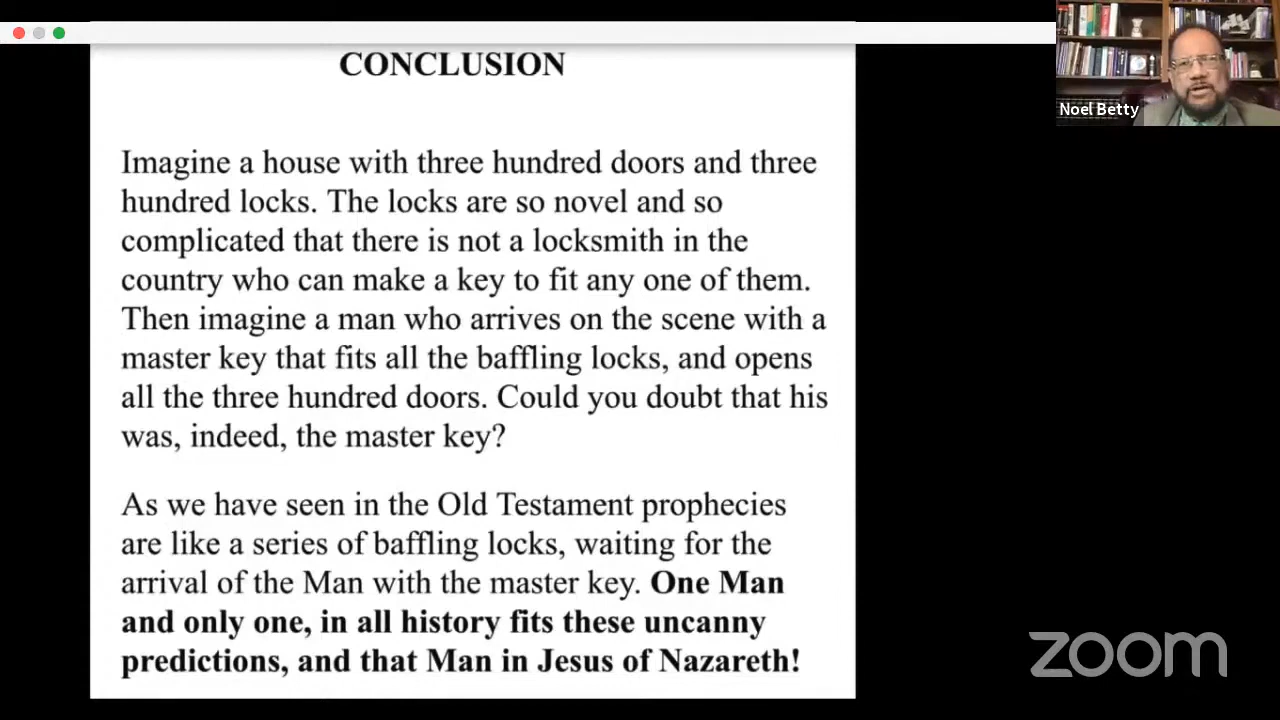 CONCLUSION
Imagine a house with three hundred doors and three
hundred locks. The locks are so novel and so
complicated that there is not a locksmith in the
country who can make a key to fit any one of them.
Then imagine a man who arrives on the scene with a
master key that fits all the baffling locks, and opens
all the three hundred doors. Could you doubt that his
was, indeed, the master key?
As we have seen in the Old Testament prophecies
are like a series of baffling locks, waiting for the
arrival of the Man with the master key. One Man
and only one, in all history fits these uncanny
predictions, and that Man in Jesus of Nazareth!
Noel Betty
zoom